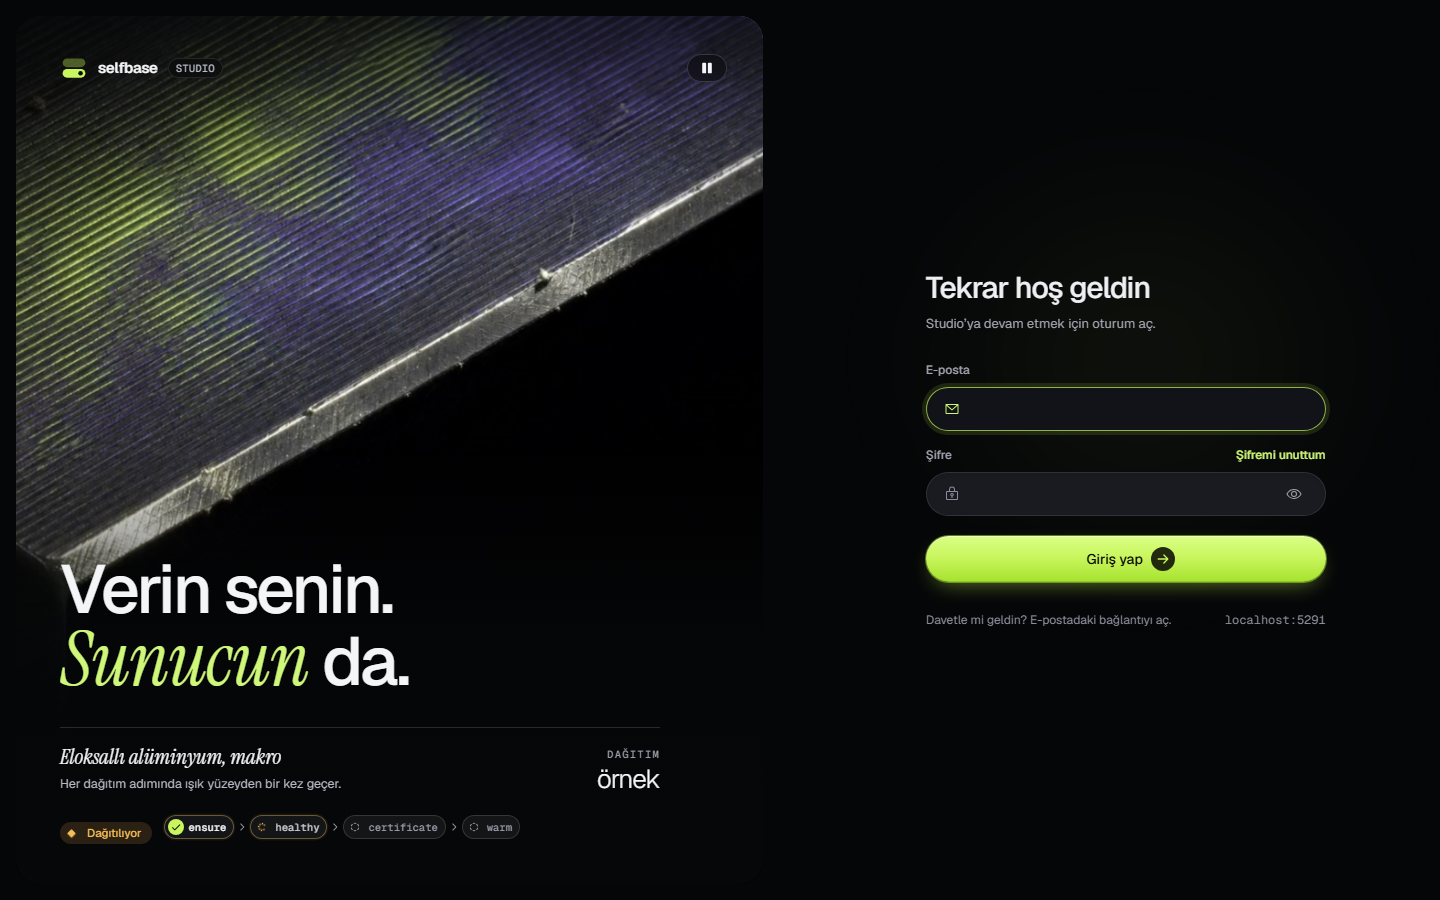 selfbase STUDIO
Verin senin.
Sunucun da.
Eloksallı alüminyum, makro
Her dağıtım adımında ışık yüzeyden bir kez geçer.
DAĞITIM
örnek
Dağıtılıyor ensure healthy certificate warm
Tekrar hoş geldin
Studio'ya devam etmek için oturum aç.
E-posta
Şifre Şifremi unuttum
Giriş yap
Davetle mi geldin? E-postadaki bağlantıyı aç. localhost:5291